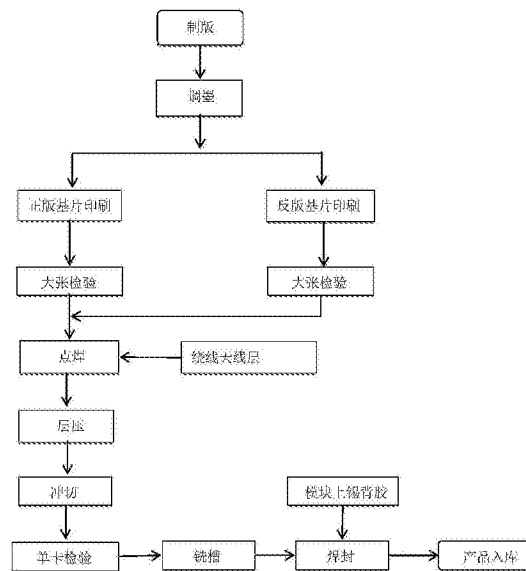 制版
调墨
正版基片印刷
反版基片印刷
大张检验
大张检验
点焊
绕线天线层
层压
冲切
模块上锡背胶
单卡检验
铣槽
焊封
产品入库